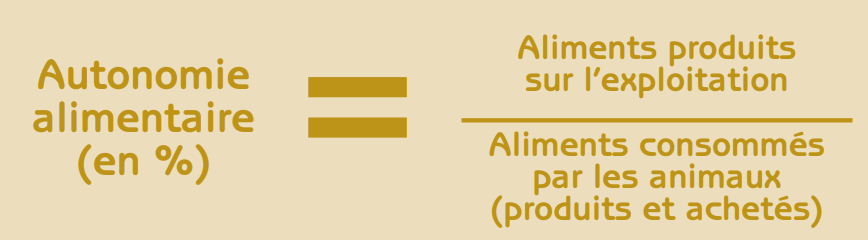 Autonomie
alimentaire
(en %)
=
Aliments produits
sur l'exploitation
Aliments consommés
par les animaux
(produits et achetés)